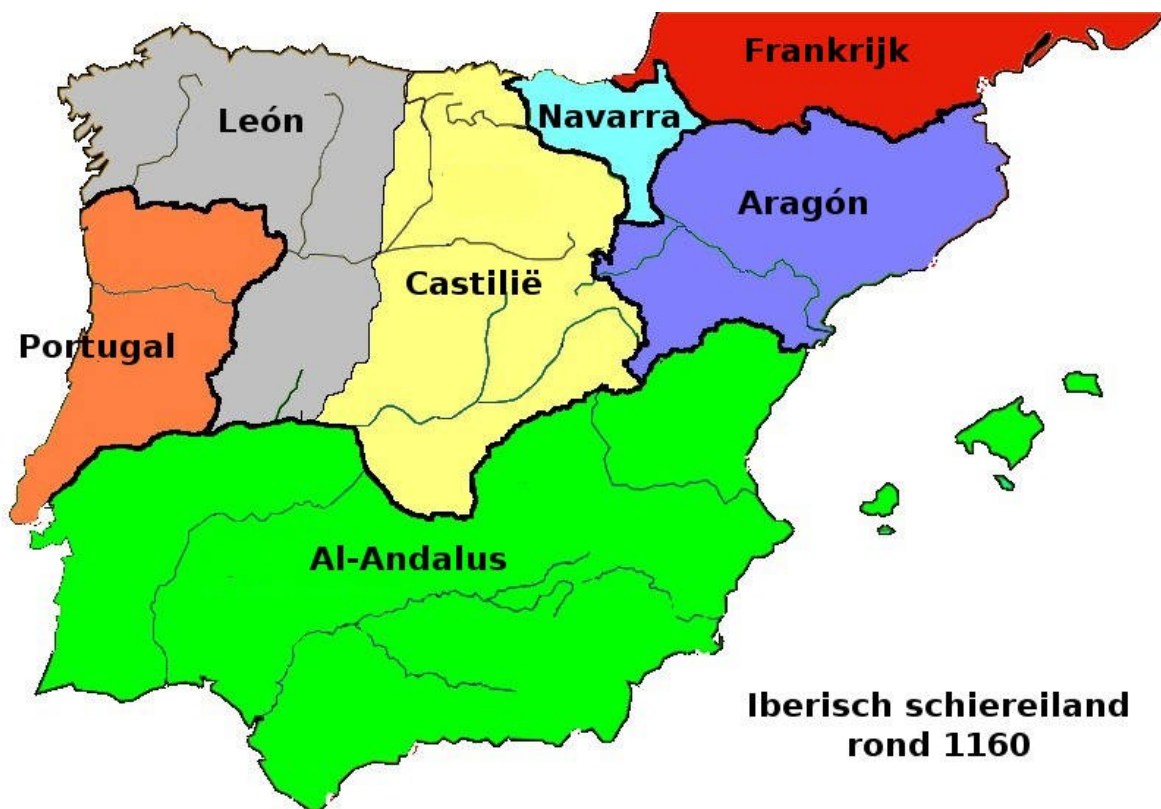 Frankrijk
León
Navarra
Aragón
Castilië
Portugal
Al-Andalus
Iberisch schiereiland
rond 1160